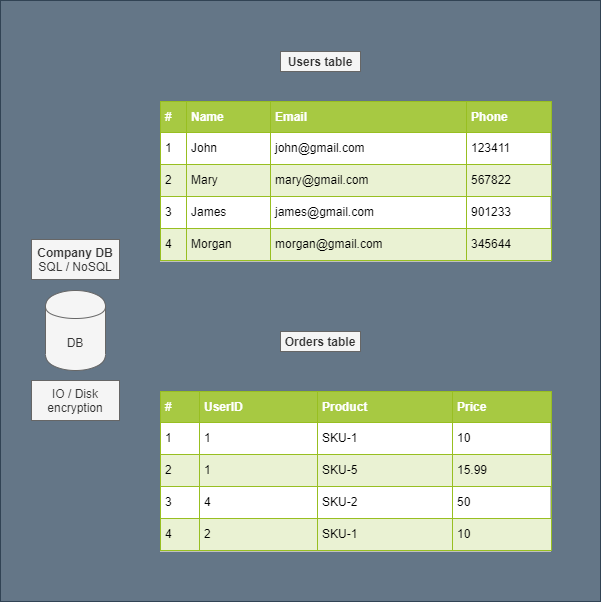 Users table
# Name Email Phone
1 John john@gmail.com 123411
2 Mary mary@gmail.com 567822
3 James james@gmail.com 901233
4 Morgan morgan@gmail.com 345644
Company DB
SQL / NoSQL
DB
IO / Disk
encryption
Orders table
# UserID Product Price
1 1 SKU-1 10
2 1 SKU-5 15.99
3 4 SKU-2 50
4 2 SKU-1 10